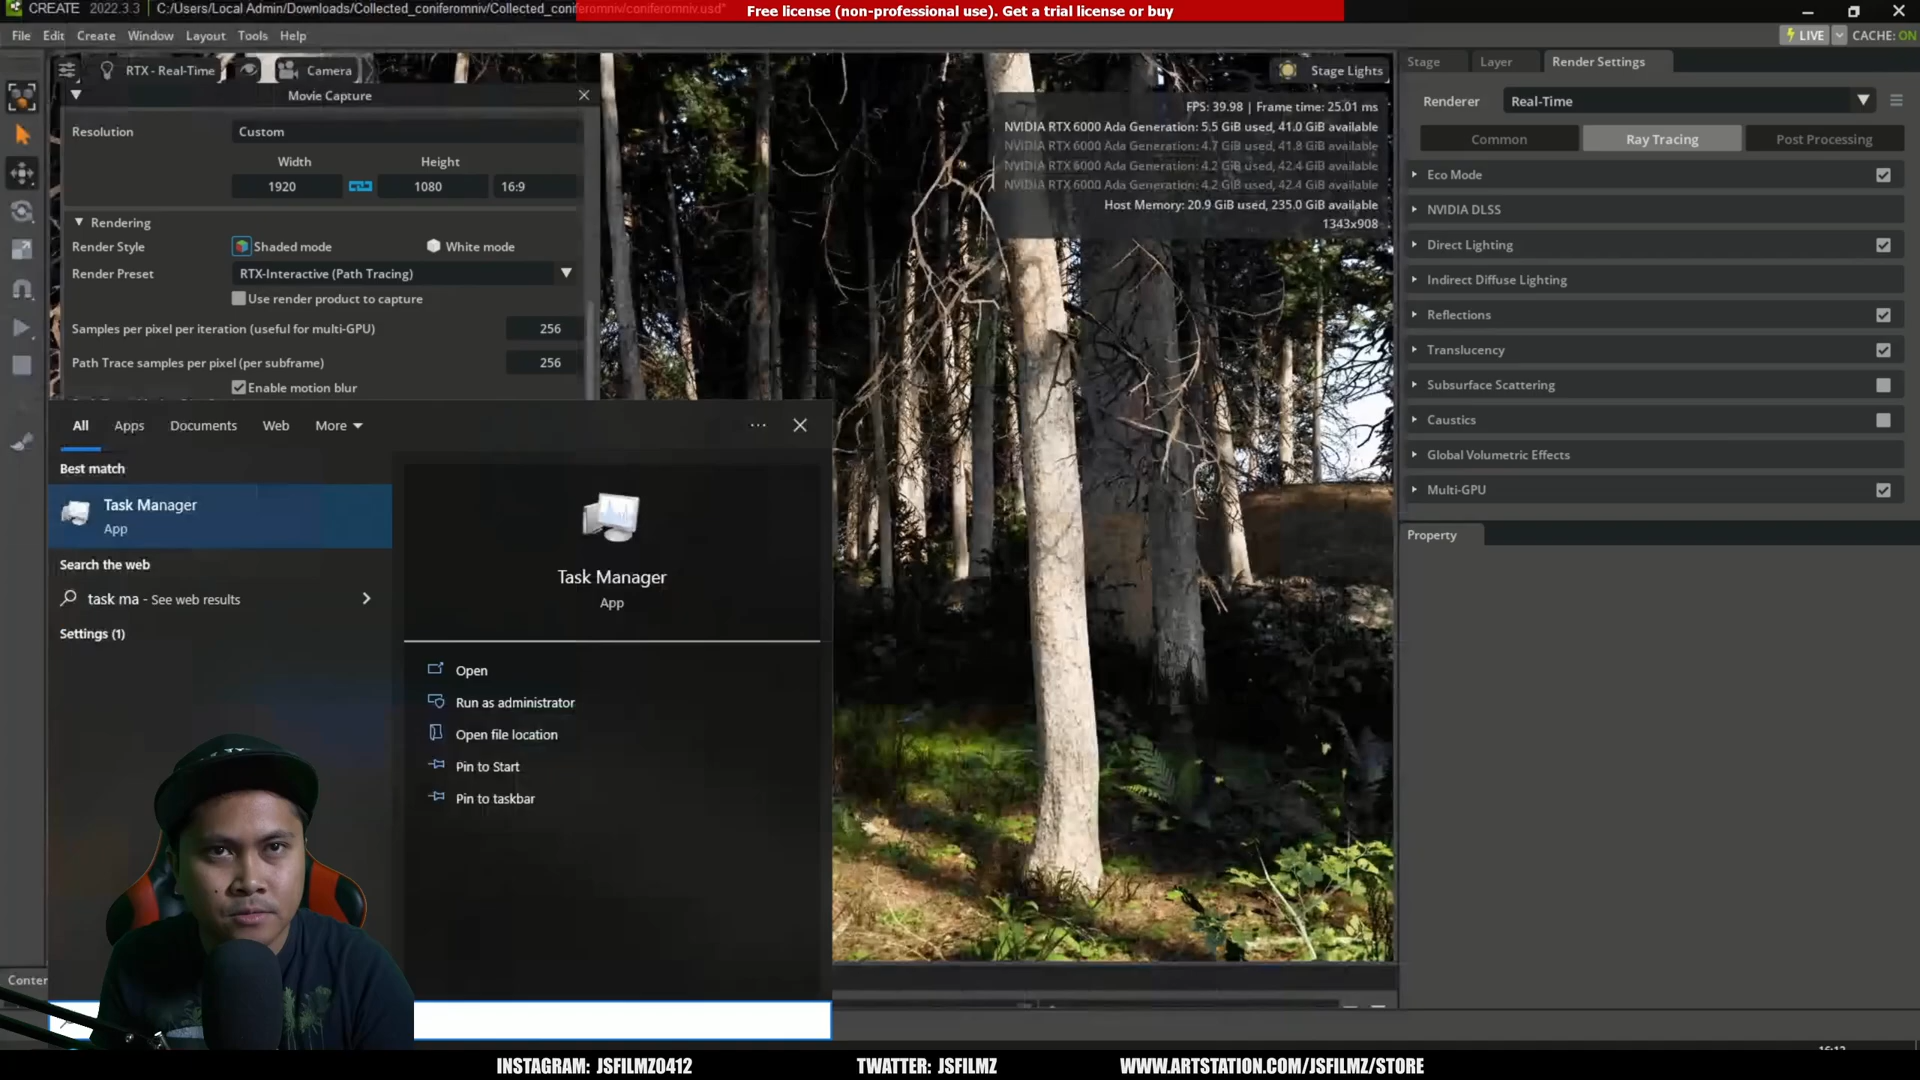 CREATE 2022.3.3 C:/Users/Local Admin/Downloads/Collected_coniferomniv/Collected_coniferomniv/coniferomniv.usd*
Free license (non-professional use). Get a trial license or buy
File Edit Create Window Layout Tools Help
LIVE CACHE: ON
RTX - Real-Time Camera
Stage Lights
Stage Layer Render Settings
Movie Capture
Resolution Custom
Width Height
1920 1080 16:9
Rendering
Render Style Shaded mode White mode
Render Preset RTX-Interactive (Path Tracing)
Use render product to capture
Samples per pixel per iteration (useful for multi-GPU) 256
Path Trace samples per pixel (per subframe) 256
Enable motion blur
FPS: 39.98 | Frame time: 25.01 ms
NVIDIA RTX 6000 Ada Generation: 5.5 GiB used, 41.0 GiB available
NVIDIA RTX 6000 Ada Generation: 4.7 GiB used, 41.8 GiB available
NVIDIA RTX 6000 Ada Generation: 4.2 GiB used, 42.4 GiB available
NVIDIA RTX 6000 Ada Generation: 4.2 GiB used, 42.4 GiB available
Host Memory: 20.9 GiB used, 235.0 GiB available
1343x908
Renderer Real-Time
Common Ray Tracing Post Processing
Eco Mode
NVIDIA DLSS
Direct Lighting
Indirect Diffuse Lighting
Reflections
Translucency
Subsurface Scattering
Caustics
Global Volumetric Effects
Multi-GPU
Property
All Apps Documents Web More
Best match
Task Manager
App
Search the web
task ma - See web results
Settings (1)
Task Manager
App
Open
Run as administrator
Open file location
Pin to Start
Pin to taskbar
Conter
INSTAGRAM: JSFILMZ0412 TWATTER: JSFILMZ WWW.ARTSTATION.COM/JSFILMZ/STORE